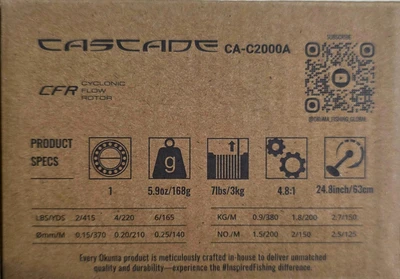 SUBSCRIBE
CASCADE CA-C2000A
CFR CYCLONIC FLOW ROTOR
@OKUMA_FISHING_GLOBAL
PRODUCT SPECS
g
1 5.9oz/168g 7lbs/3kg 4.8:1 24.8inch/63cm
LBS/YDS 2/415 4/220 6/165 KG/M 0.9/380 1.8/200 2.7/150
Ømm/M 0.15/370 0.20/210 0.25/140 NO./M 1.5/200 2/150 2.5/125
Every Okuma product is meticulously crafted in-house to deliver unmatched
quality and durability—experience the #InspiredFishing difference.